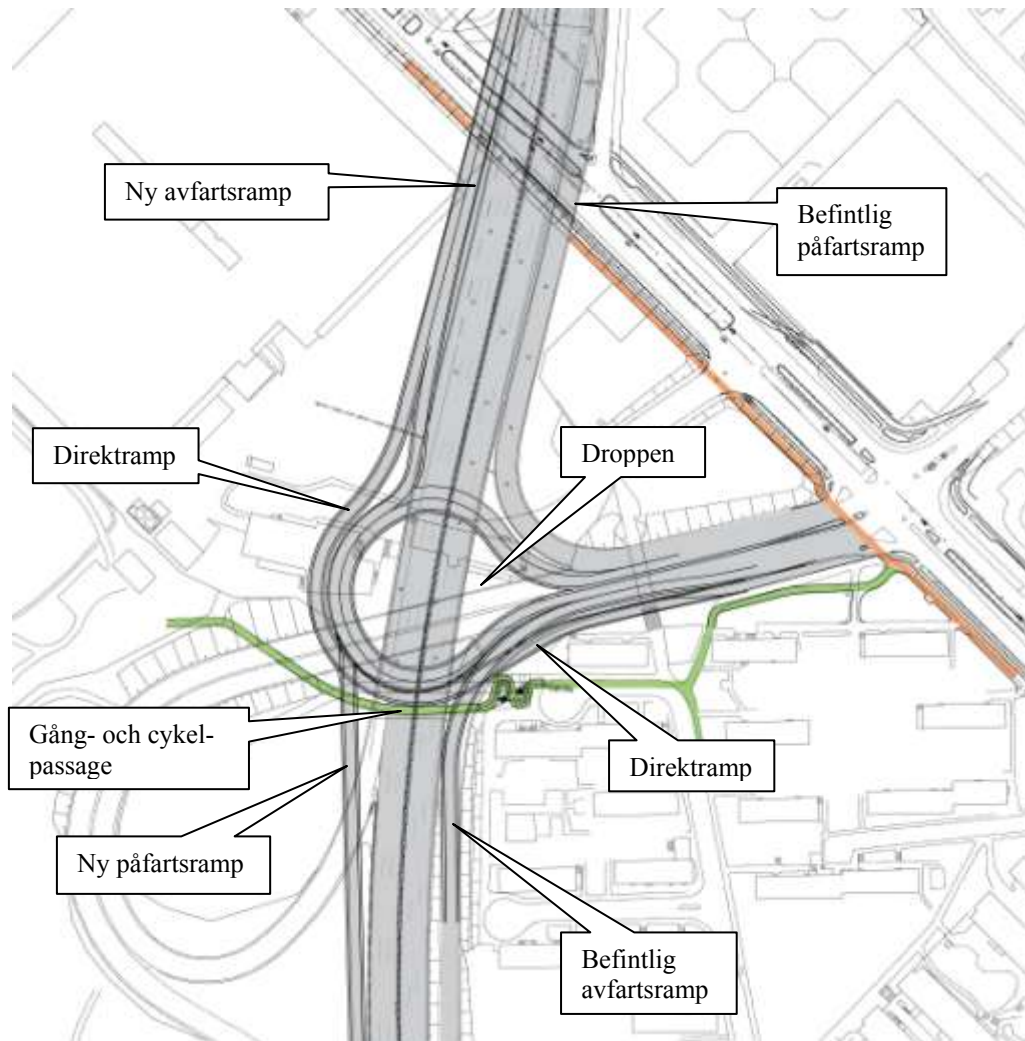 Ny avfartsramp
Befintlig
påfartsramp
Direktramp
Droppen
Gång- och cykel-
passage
Direktramp
Ny påfartsramp
Befintlig
avfartsramp